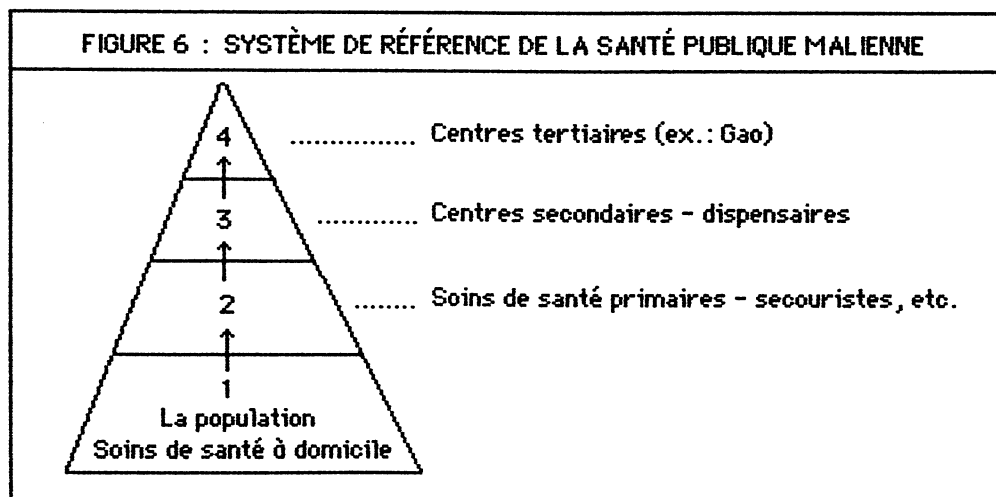 FIGURE 6 : SYSTÈME DE RÉFÉRENCE DE LA SANTÉ PUBLIQUE MALIENNE
4 ............... Centres tertiaires (ex.: Gao)
3 ............ Centres secondaires - dispensaires
2 ....... Soins de santé primaires - secouristes, etc.
1
La population
Soins de santé à domicile